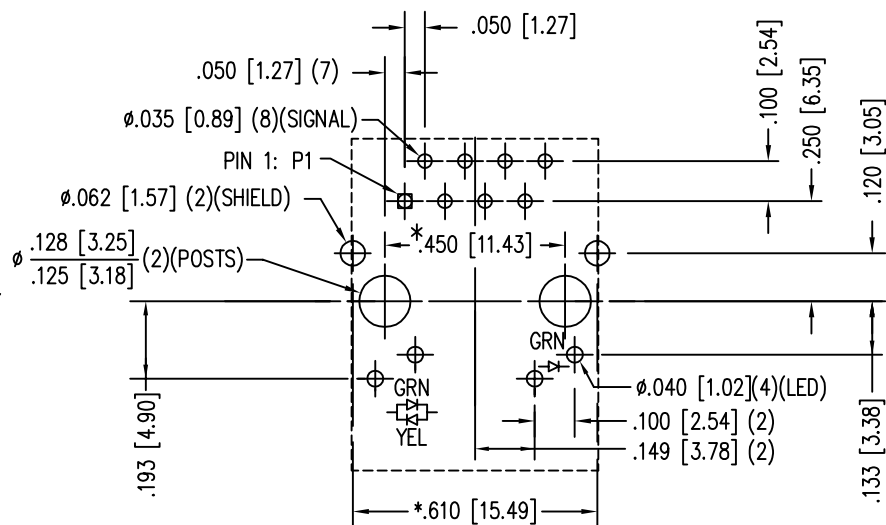 .050 [1.27]
.050 [1.27] (7)
ø.035 [0.89] (8)(SIGNAL)
PIN 1: P1
ø.062 [1.57] (2)(SHIELD)
ø .128 [3.25]
.125 [3.18] (2)(POSTS)
*.450 [11.43]
.100 [2.54]
.250 [6.35]
.120 [3.05]
GRN
GRN
YEL
ø.040 [1.02](4)(LED)
.100 [2.54] (2)
.149 [3.78] (2)
.193 [4.90]
.133 [3.38]
*.610 [15.49]